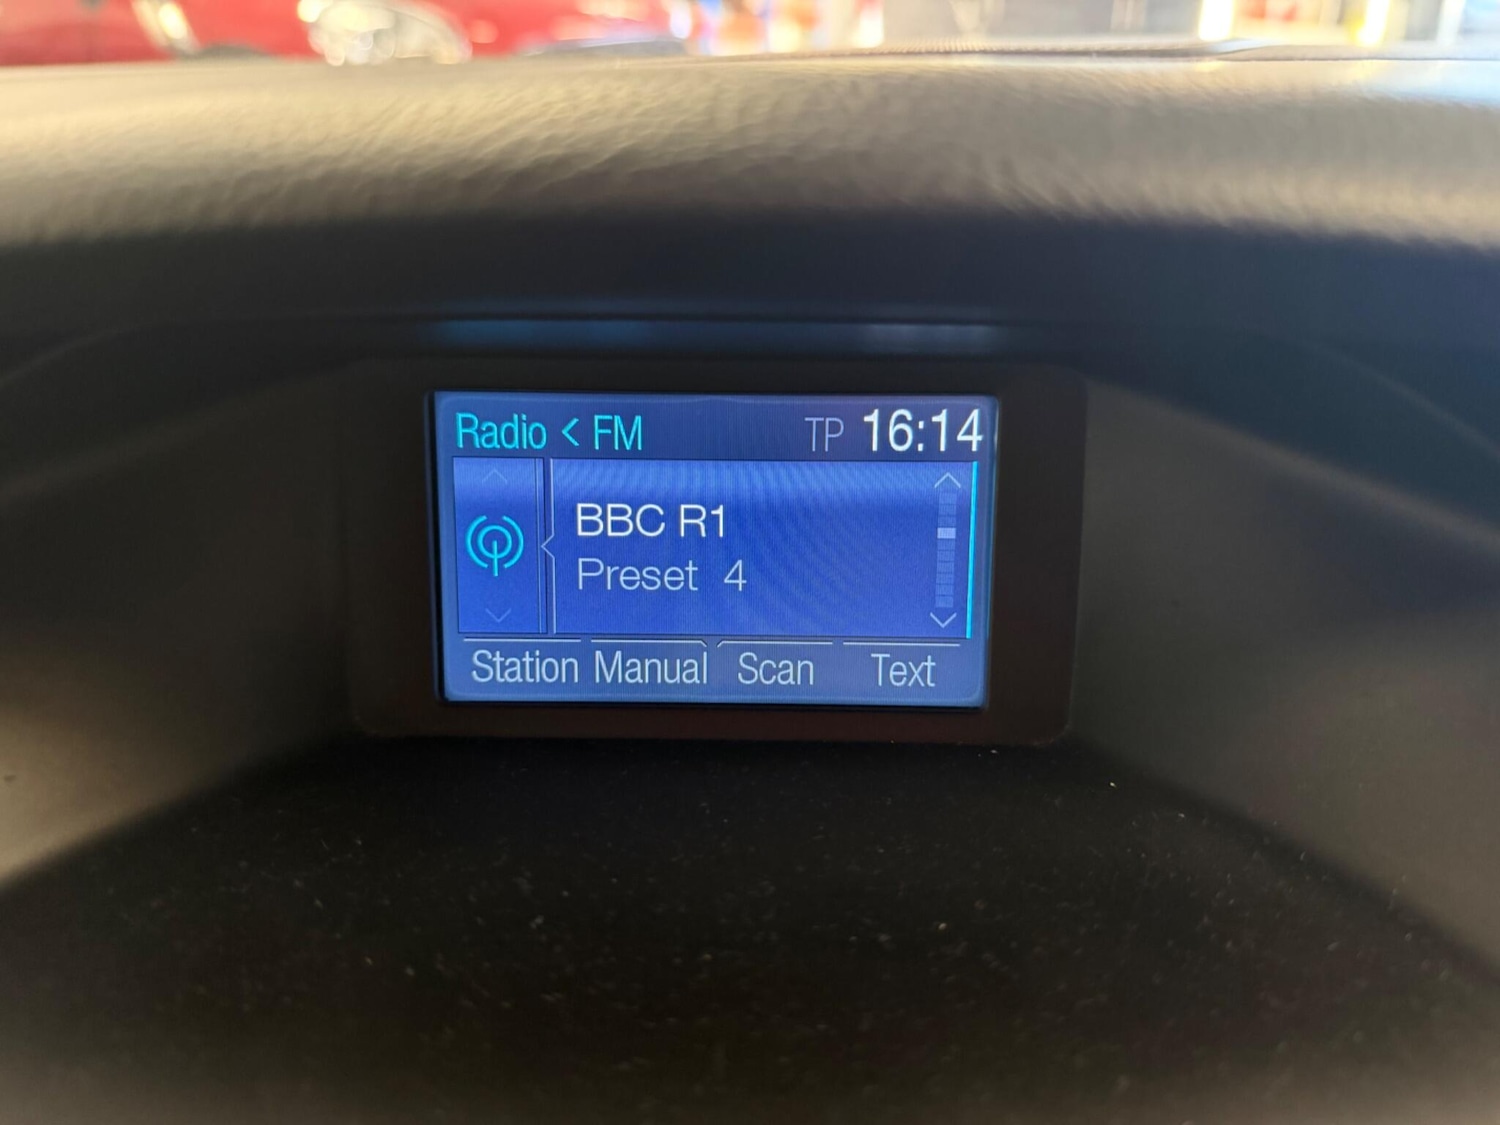 Radio < FM TP 16:14
BBC R1
Preset 4
Station Manual Scan Text